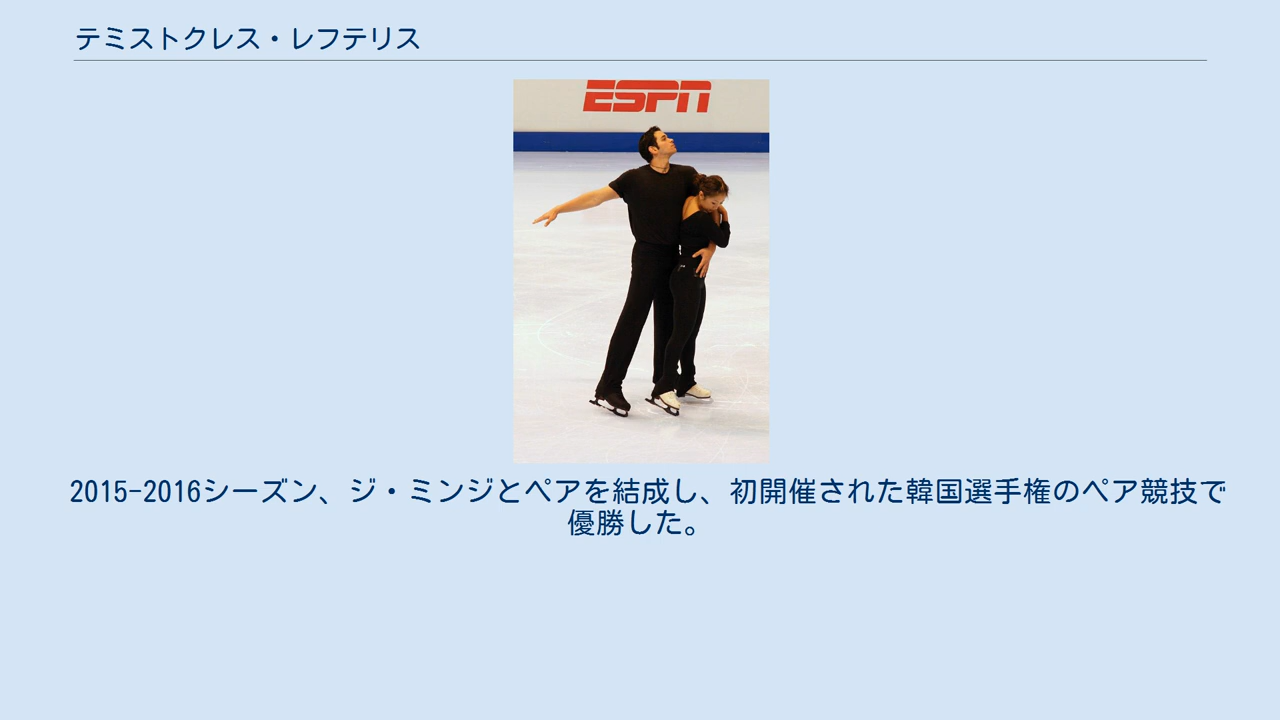 テミストクレス・レフテリス
ESPN
2015-2016シーズン、ジ・ミンジとペアを結成し、初開催された韓国選手権のペア競技で
優勝した。